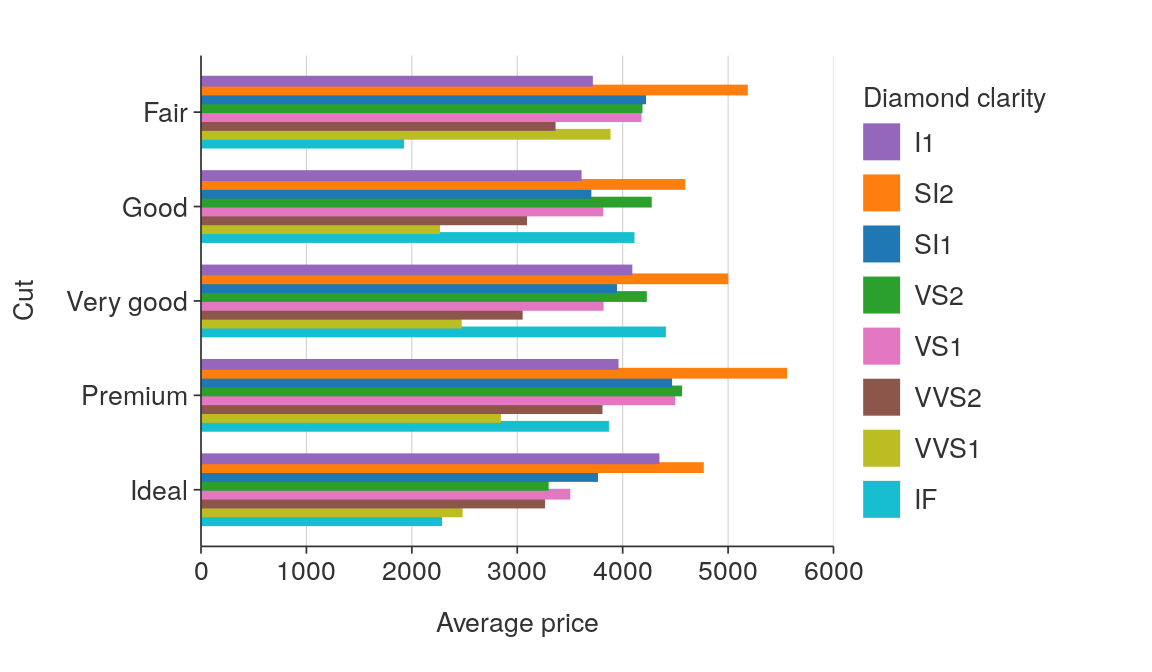 Diamond clarity
I1
SI2
SI1
VS2
VS1
VVS2
VVS1
IF
Cut
Fair
Good
Very good
Premium
Ideal
0 1000 2000 3000 4000 5000 6000
Average price